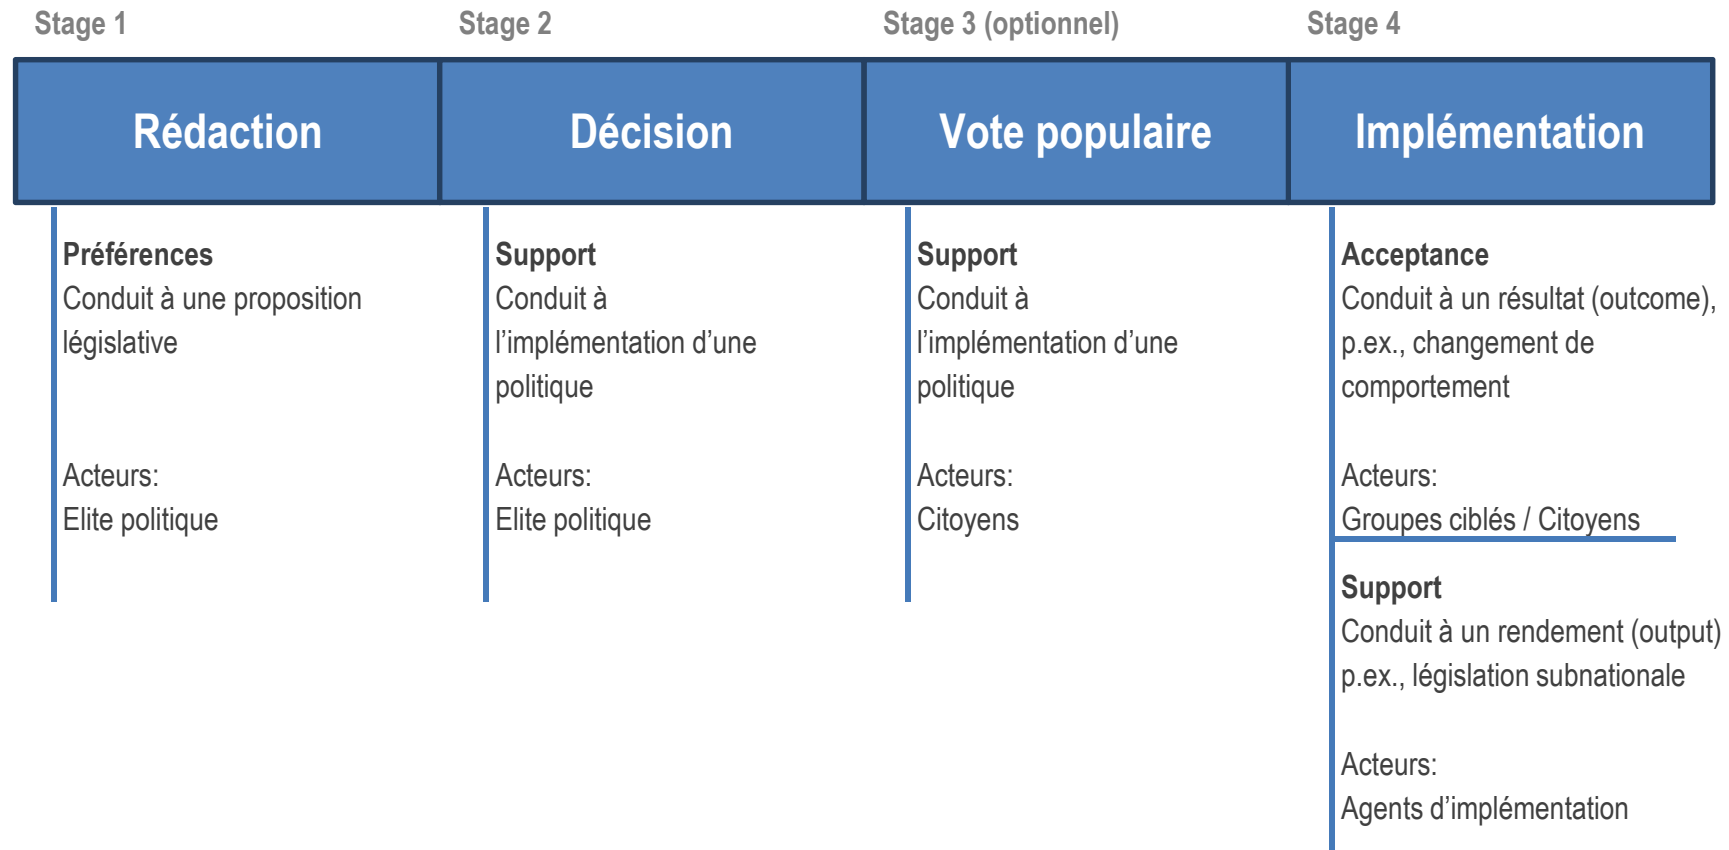 Stage 1
Stage 2
Stage 3 (optionnel)
Stage 4
Rédaction
Décision
Vote populaire
Implémentation
Préférences
Conduit à une proposition
législative
Acteurs:
Elite politique
Support
Conduit à
l’implémentation d’une
politique
Acteurs:
Elite politique
Support
Conduit à
l’implémentation d’une
politique
Acteurs:
Citoyens
Acceptance
Conduit à un résultat (outcome),
p.ex., changement de
comportement
Acteurs:
Groupes ciblés / Citoyens
Support
Conduit à un rendement (output)
p.ex., législation subnationale
Acteurs:
Agents d’implémentation